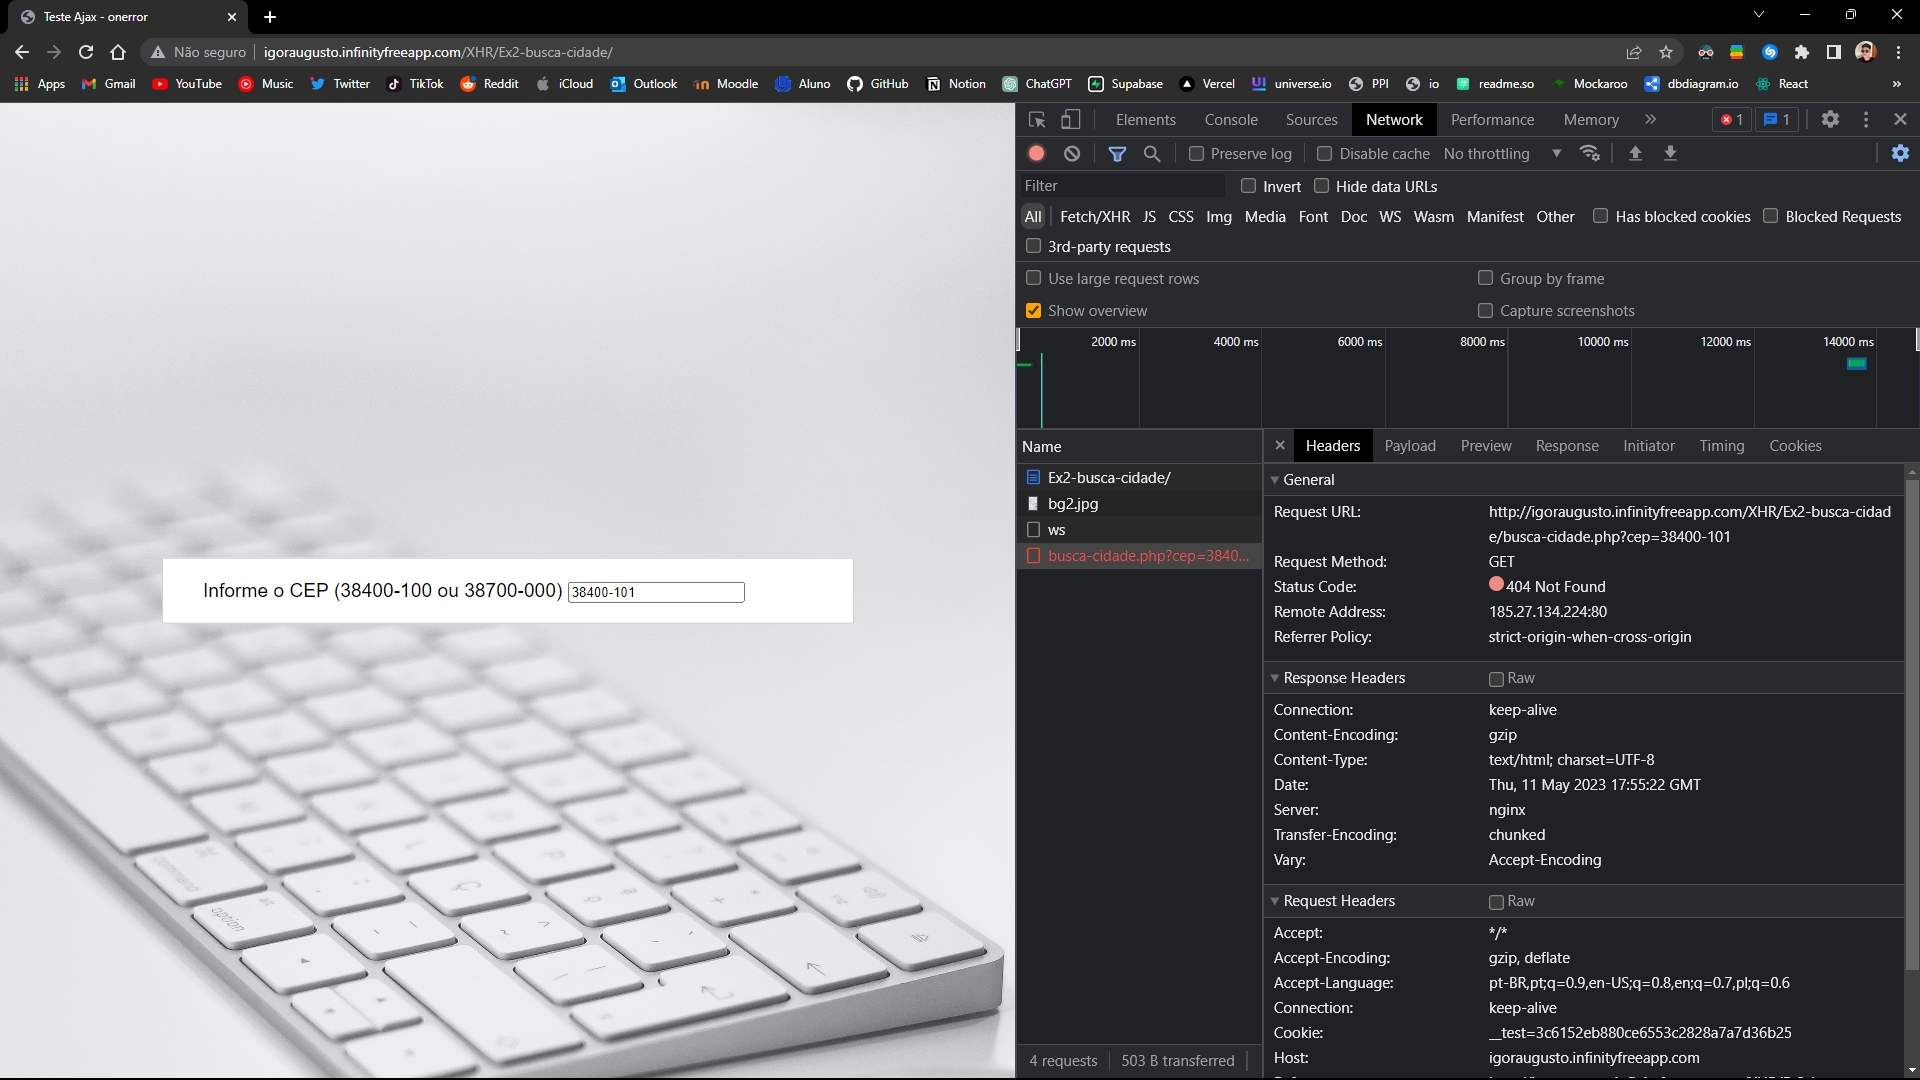 Teste Ajax - onerror
Não seguro igoraugusto.infinityfreeapp.com/XHR/Ex2-busca-cidade/
Apps Gmail YouTube Music Twitter TikTok Reddit iCloud Outlook Moodle Aluno GitHub Notion ChatGPT Supabase Vercel universe.io PPI io readme.so Mockaroo dbdiagram.io React »
Informe o CEP (38400-100 ou 38700-000) 38400-101
command
alt
option
Elements Console Sources Network Performance Memory » 1 1
Preserve log Disable cache No throttling
Filter Invert Hide data URLs
All Fetch/XHR JS CSS Img Media Font Doc WS Wasm Manifest Other Has blocked cookies Blocked Requests
3rd-party requests
Use large request rows Group by frame
Show overview Capture screenshots
2000 ms 4000 ms 6000 ms 8000 ms 10000 ms 12000 ms 14000 ms
Name
Ex2-busca-cidade/
bg2.jpg
ws
busca-cidade.php?cep=3840...
4 requests 503 B transferred
Headers Payload Preview Response Initiator Timing Cookies
General
Request URL: http://igoraugusto.infinityfreeapp.com/XHR/Ex2-busca-cidad
e/busca-cidade.php?cep=38400-101
Request Method: GET
Status Code: 404 Not Found
Remote Address: 185.27.134.224:80
Referrer Policy: strict-origin-when-cross-origin
Response Headers Raw
Connection: keep-alive
Content-Encoding: gzip
Content-Type: text/html; charset=UTF-8
Date: Thu, 11 May 2023 17:55:22 GMT
Server: nginx
Transfer-Encoding: chunked
Vary: Accept-Encoding
Request Headers Raw
Accept: */*
Accept-Encoding: gzip, deflate
Accept-Language: pt-BR,pt;q=0.9,en-US;q=0.8,en;q=0.7,pl;q=0.6
Connection: keep-alive
Cookie: __test=3c6152eb880ce6553c2828a7a7d36b25
Host: igoraugusto.infinityfreeapp.com